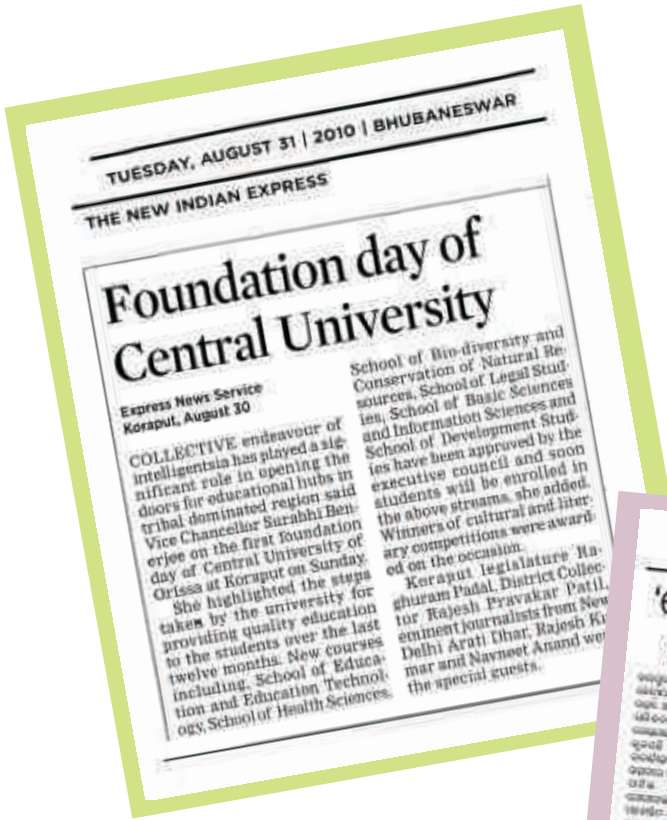 TUESDAY, AUGUST 31 | 2010 | BHUBANESWAR
THE NEW INDIAN EXPRESS
Foundation day of
Central University
Express News Service
Koraput, August 30
COLLECTIVE endeavour of
intelligentsia has played a sig-
nificant role in opening the
doors for educational hubs in
tribal dominated region said
Vice Chancellor Surabhi Ban-
erjee on the first foundation
day of Central University of
Orissa at Koraput on Sunday.
She highlighted the steps
taken by the university for
providing quality education
to the students over the last
twelve months. New courses
including, School of Educa-
tion and Education Technol-
ogy, School of Health Sciences,
School of Bio-diversity and
Conservation of Natural Re-
sources, School of Legal Stud-
ies, School of Basic Sciences
and Information Sciences and
School of Development Stud-
ies have been approved by the
executive council and soon
students will be enrolled in
the above streams, she added.
Winners of cultural and liter-
ary competitions were award-
ed on the occasion.
Koraput legislature Ra-
ghuram Padal, District Collec-
tor Rajesh Pravakar Patil,
eminent journalists from New
Delhi Arati Dhar, Rajesh Ku
mar and Navneet Anand we
the special guests.